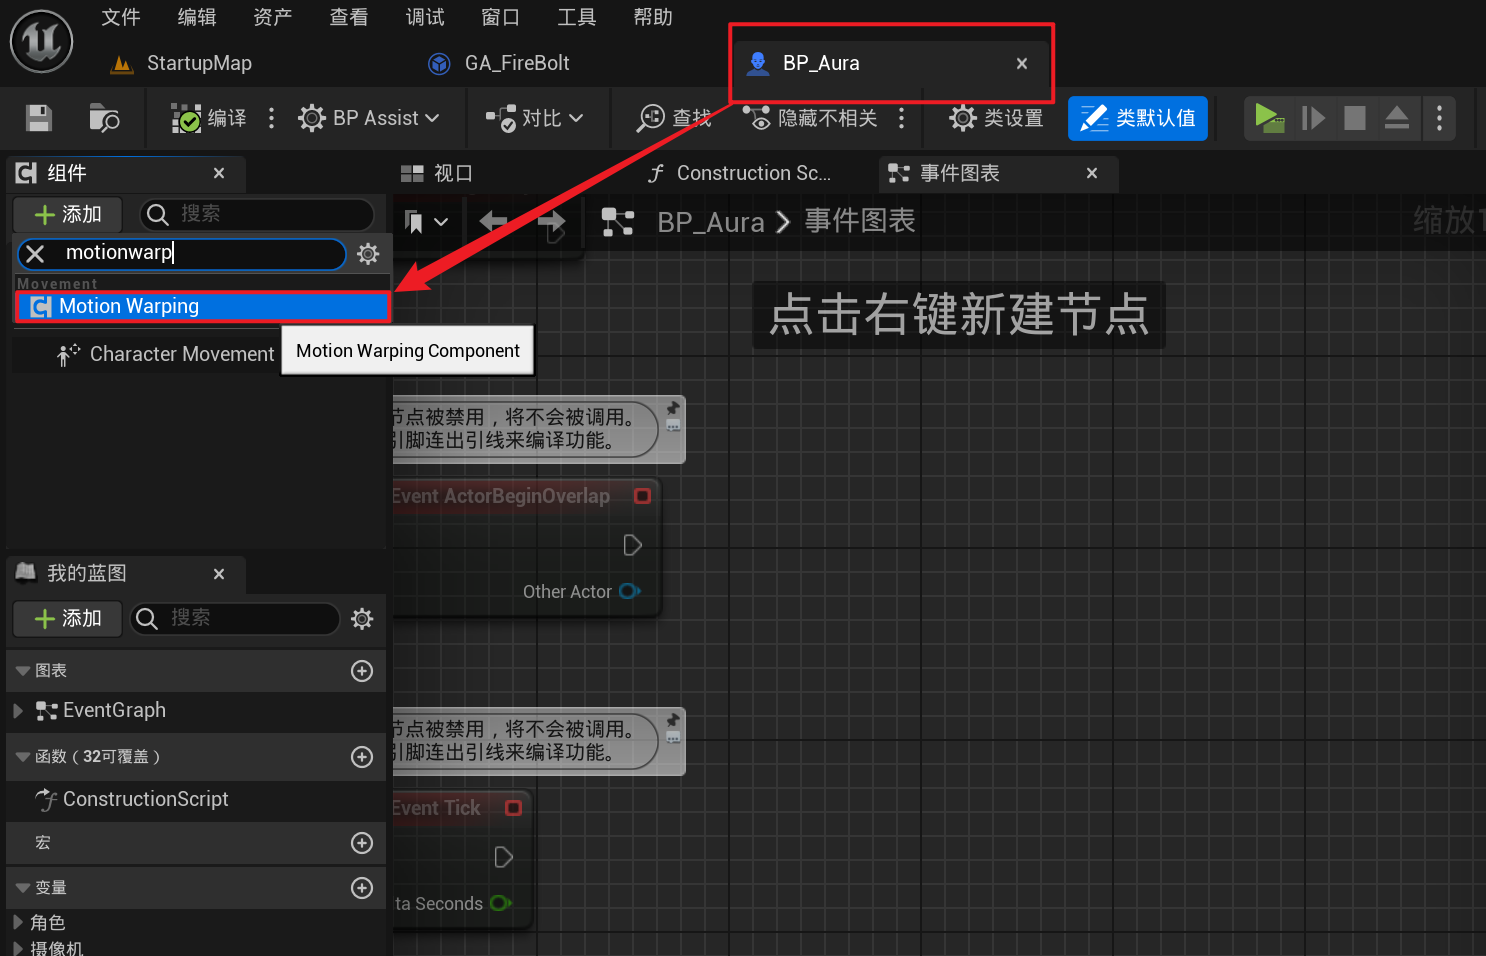 文件 编辑 资产 查看 调试 窗口 工具 帮助
StartupMap GA_FireBolt BP_Aura
编译 BP Assist 对比 查找 隐藏不相关 类设置 类默认值
组件 视口 Construction Sc... 事件图表
添加 搜索 BP_Aura 事件图表 缩放
motionwarp
Movement
Motion Warping
点击右键新建节点
Character Movement
Motion Warping Component
节点被禁用，将不会被调用。
引脚连出引线来编译功能。
Event ActorBeginOverlap
Other Actor
我的蓝图
添加 搜索
图表
EventGraph
节点被禁用，将不会被调用。
引脚连出引线来编译功能。
函数（32可覆盖）
ConstructionScript
Event Tick
宏
变量
ta Seconds
角色
摄像机